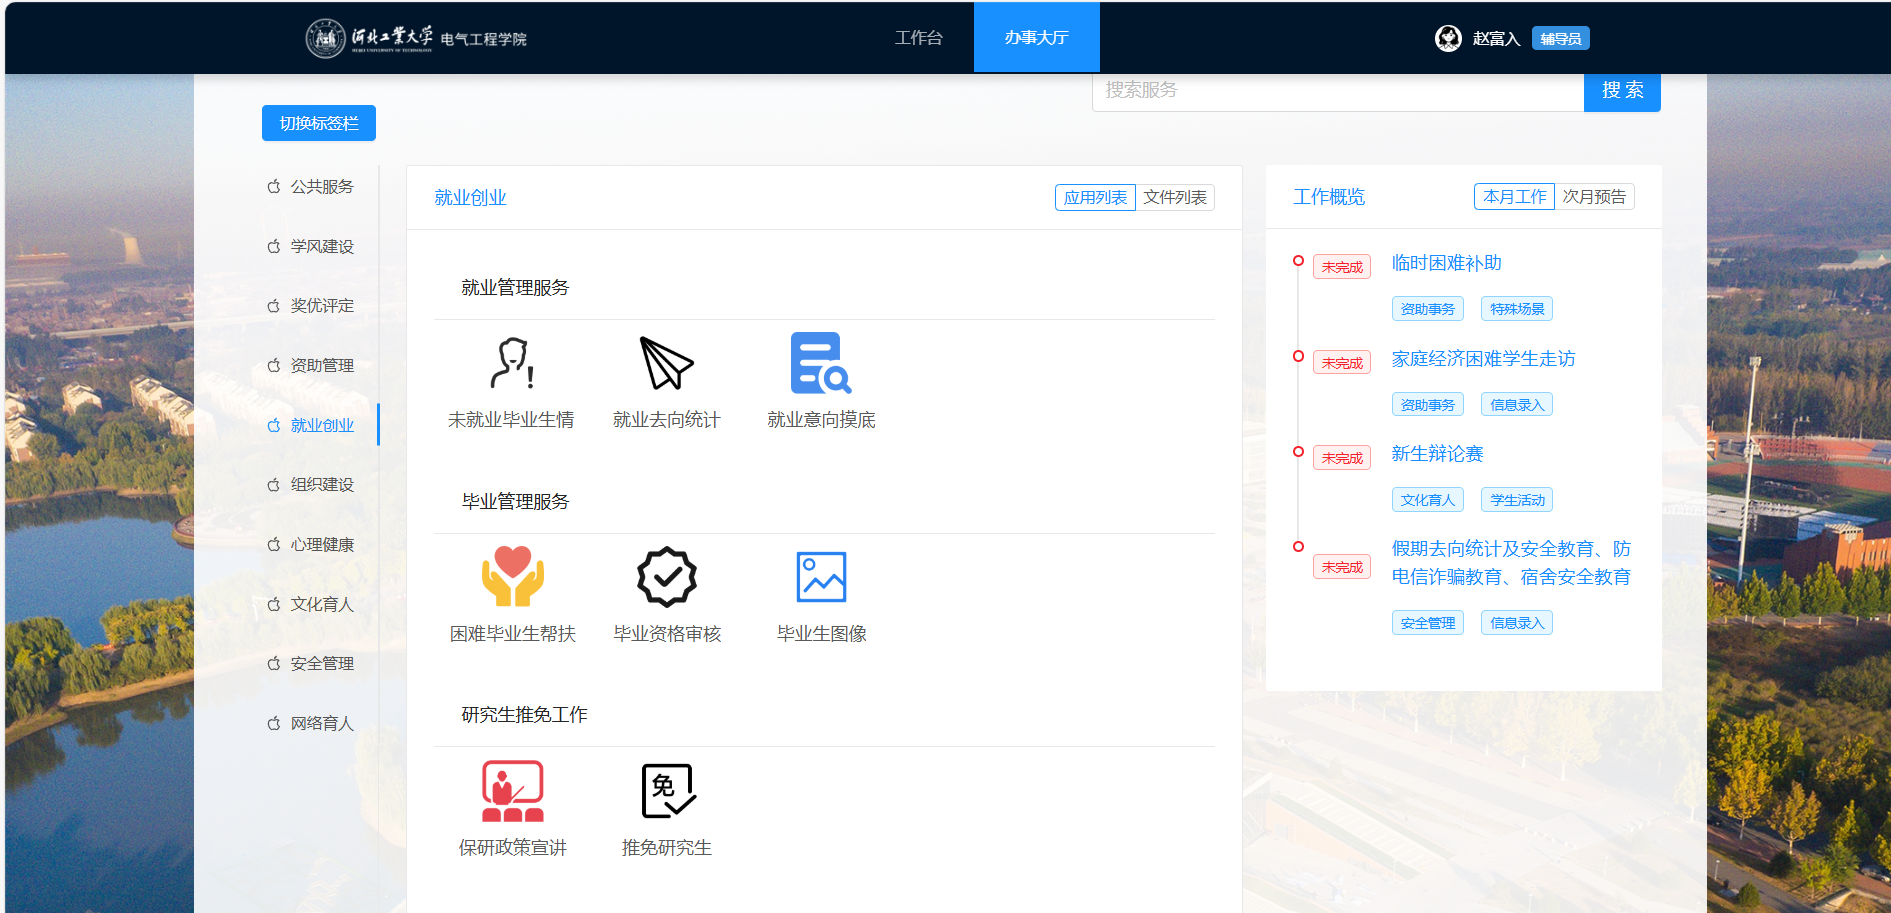 河北工业大学 电气工程学院
工作台
办事大厅
赵富入 辅导员
搜索服务
搜 索
切换标签栏
公共服务
学风建设
奖优评定
资助管理
就业创业
组织建设
心理健康
文化育人
安全管理
网络育人
就业创业
应用列表 文件列表
就业管理服务
未就业毕业生情
就业去向统计
就业意向摸底
毕业管理服务
困难毕业生帮扶
毕业资格审核
毕业生图像
研究生推免工作
免
保研政策宣讲
推免研究生
工作概览
本月工作 次月预告
未完成 临时困难补助
资助事务 特殊场景
未完成 家庭经济困难学生走访
资助事务 信息录入
未完成 新生辩论赛
文化育人 学生活动
未完成 假期去向统计及安全教育、防
电信诈骗教育、宿舍安全教育
安全管理 信息录入